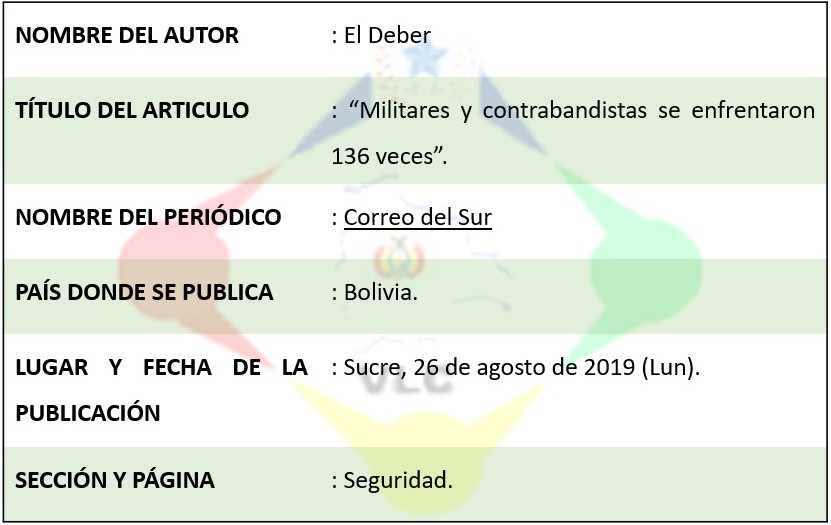 NOMBRE DEL AUTOR : El Deber
TÍTULO DEL ARTICULO : “Militares y contrabandistas se enfrentaron
136 veces”.
NOMBRE DEL PERIÓDICO : Correo del Sur
PAÍS DONDE SE PUBLICA : Bolivia.
LUGAR Y FECHA DE LA : Sucre, 26 de agosto de 2019 (Lun).
VLC
PUBLICACIÓN
SECCIÓN Y PÁGINA : Seguridad.